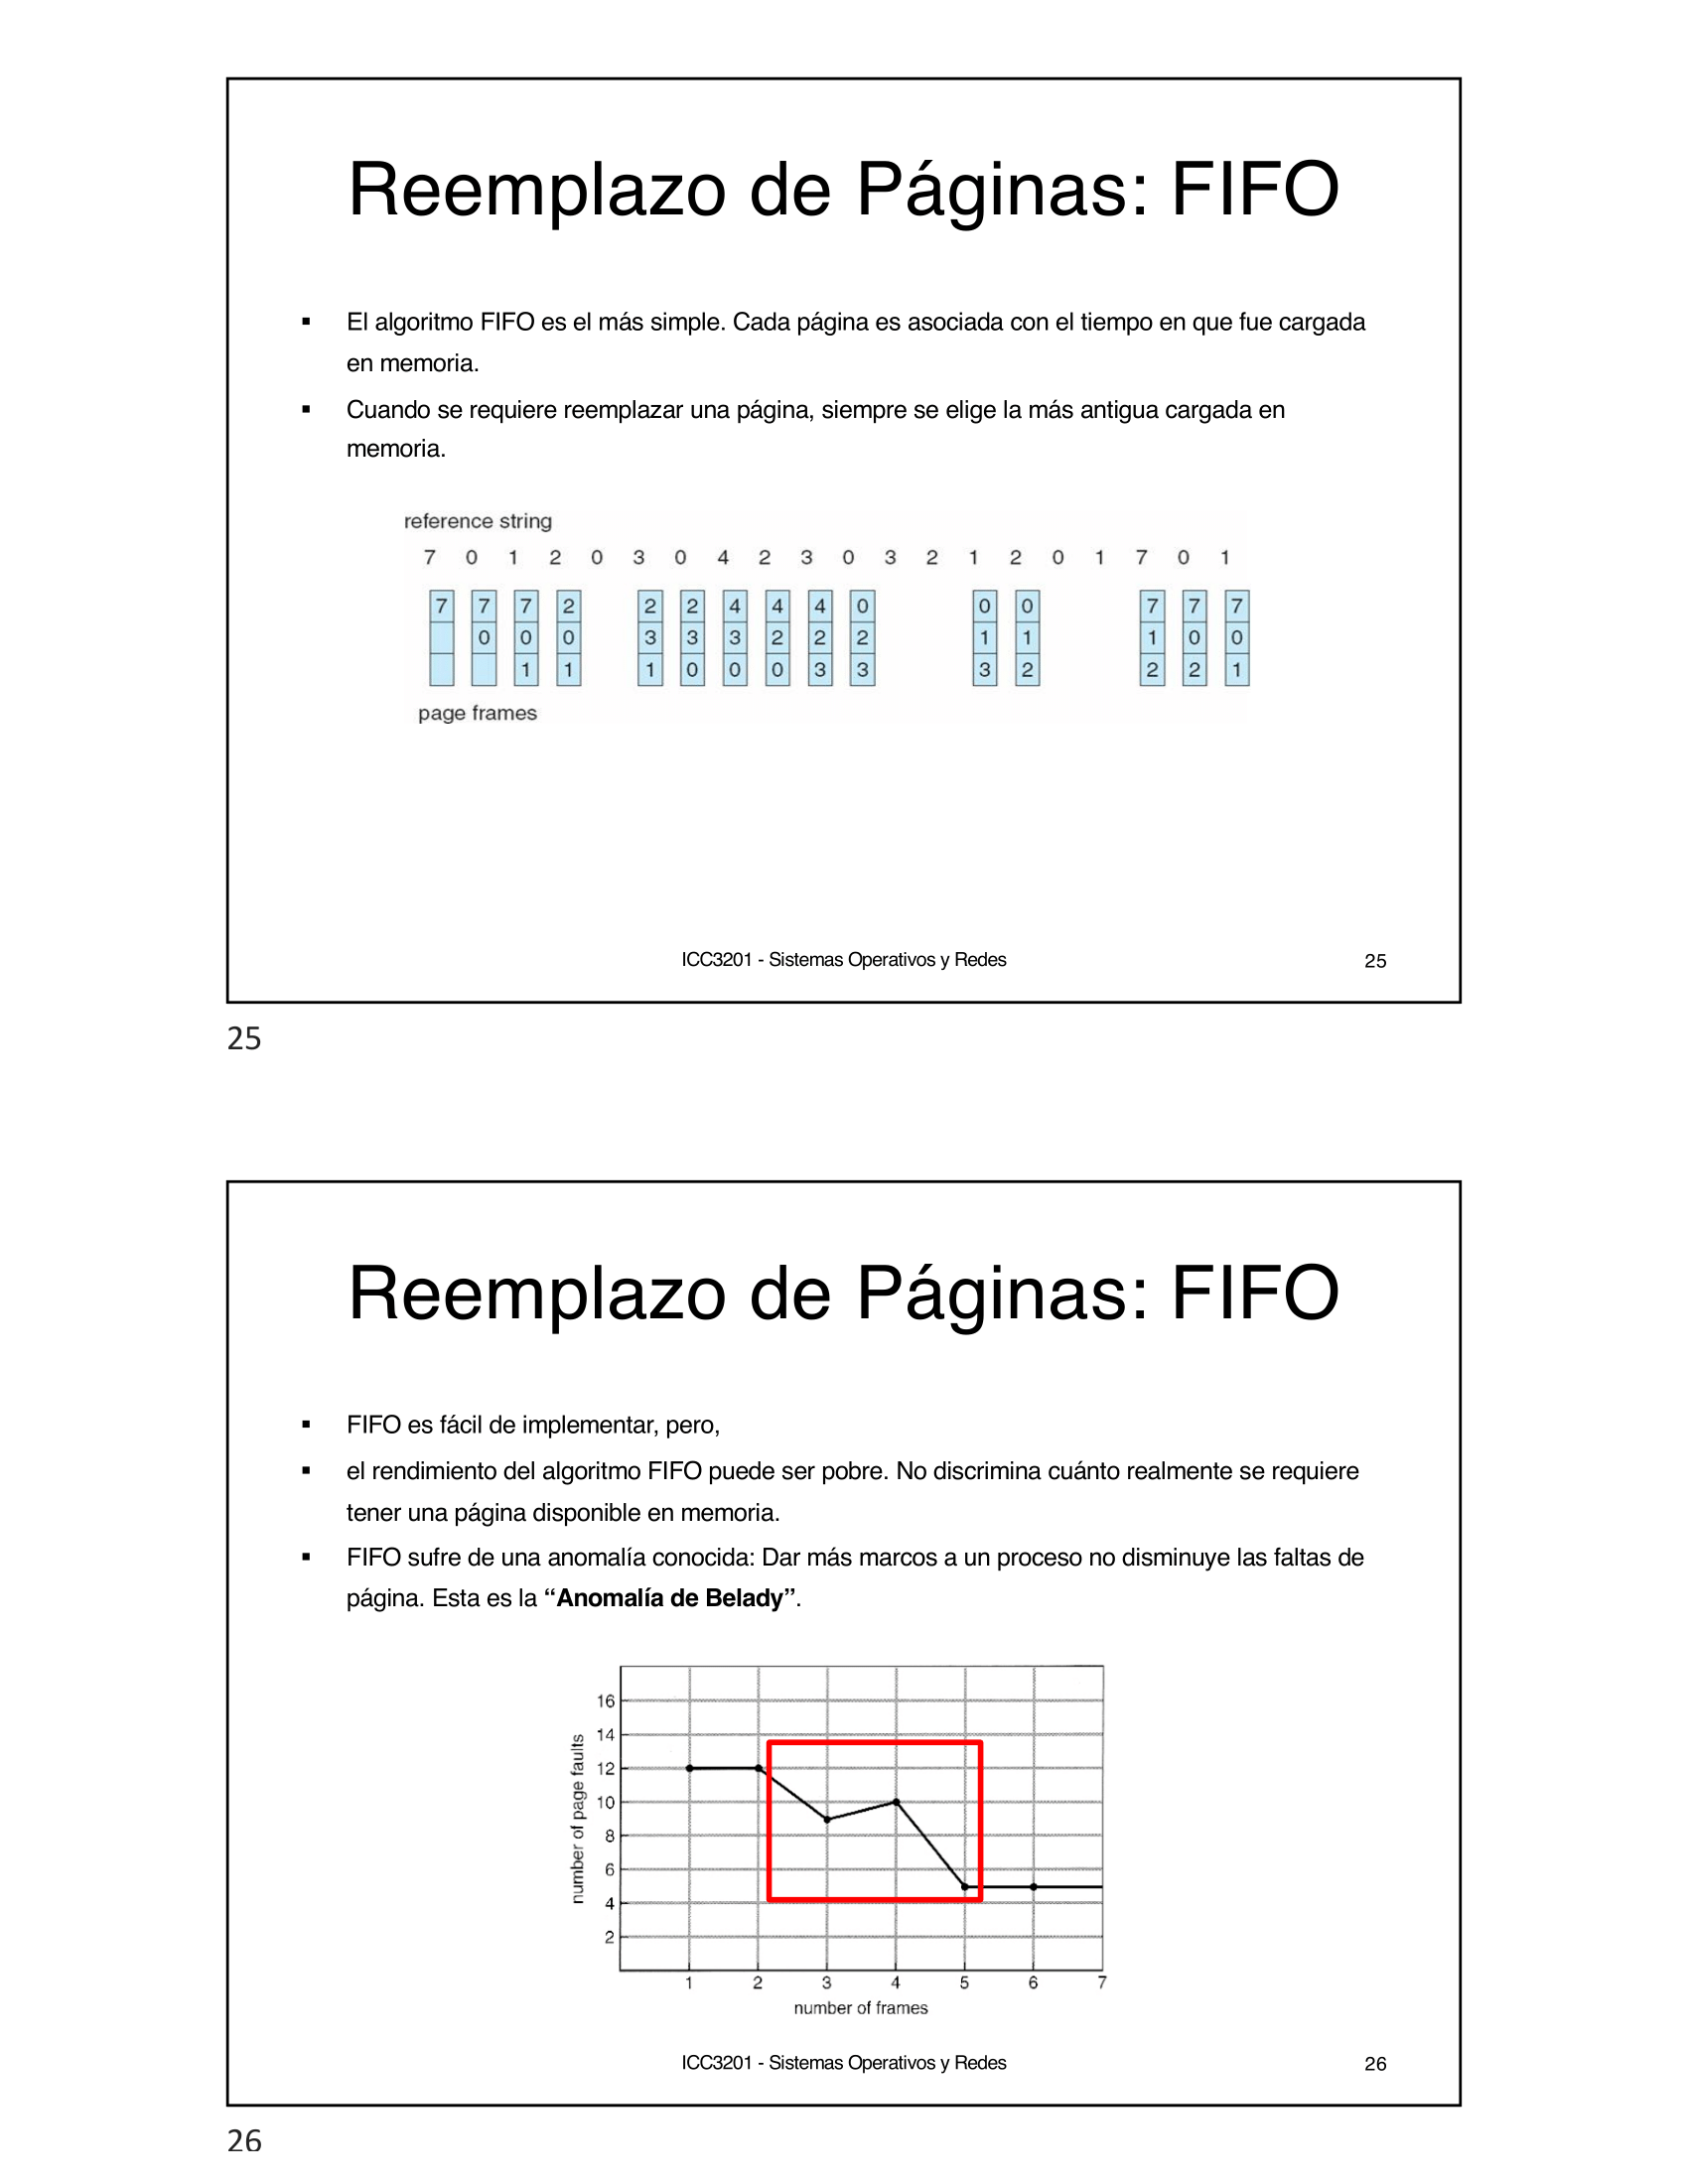 Reemplazo de Páginas: FIFO
▪ El algoritmo FIFO es el más simple. Cada página es asociada con el tiempo en que fue cargada
en memoria.
▪ Cuando se requiere reemplazar una página, siempre se elige la más antigua cargada en
memoria.
reference string
7 0 1 2 0 3 0 4 2 3 0 3 2 1 2 0 1 7 0 1
7 7 7 2 2 2 4 4 4 0 0 0 7 7 7
0 0 0 3 3 3 2 2 2 1 1 1 0 0
1 1 1 0 0 0 3 3 3 2 2 2 1
page frames
ICC3201 - Sistemas Operativos y Redes 25
25
Reemplazo de Páginas: FIFO
▪ FIFO es fácil de implementar, pero,
▪ el rendimiento del algoritmo FIFO puede ser pobre. No discrimina cuánto realmente se requiere
tener una página disponible en memoria.
▪ FIFO sufre de una anomalía conocida: Dar más marcos a un proceso no disminuye las faltas de
página. Esta es la “Anomalía de Belady”.
number of page faults
16
14
12
10
8
6
4
2
1 2 3 4 5 6 7
number of frames
ICC3201 - Sistemas Operativos y Redes 26
26